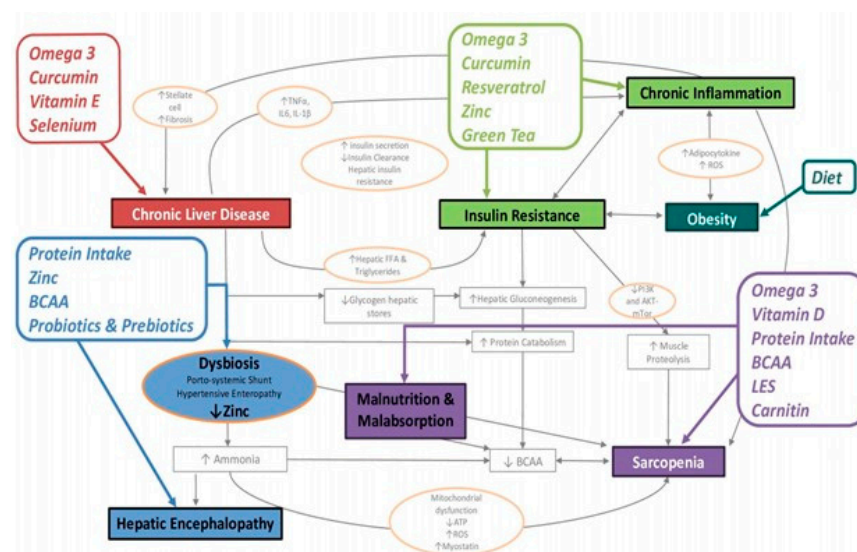 Omega 3
Curcumin
Vitamin E
Selenium
↑Stellate
cell
↑Fibrosis
↑TNFα,
IL6, IL-1β
↑ insulin secretion
↓Insulin Clearance
Hepatic insulin
resistance
Omega 3
Curcumin
Resveratrol
Zinc
Green Tea
Chronic Inflammation
↑Adipocytokine
↑ ROS
Diet
Chronic Liver Disease
Insulin Resistance
Obesity
Protein Intake
Zinc
BCAA
Probiotics & Prebiotics
↑Hepatic FFA &
Triglycerides
↓Glycogen hepatic
stores
↑Hepatic Gluconeogenesis
↓PI3K
and AKT-
mTor
Omega 3
Vitamin D
Protein Intake
BCAA
LES
Carnitin
↑ Protein Catabolism
↑ Muscle
Proteolysis
Dysbiosis
Porto-systemic Shunt
Hypertensive Enteropathy
↓Zinc
Malnutrition &
Malabsorption
↑ Ammonia
↓ BCAA
Sarcopenia
Hepatic Encephalopathy
Mitochondrial
dysfunction
↓ATP
↑ROS
↑Myostatin